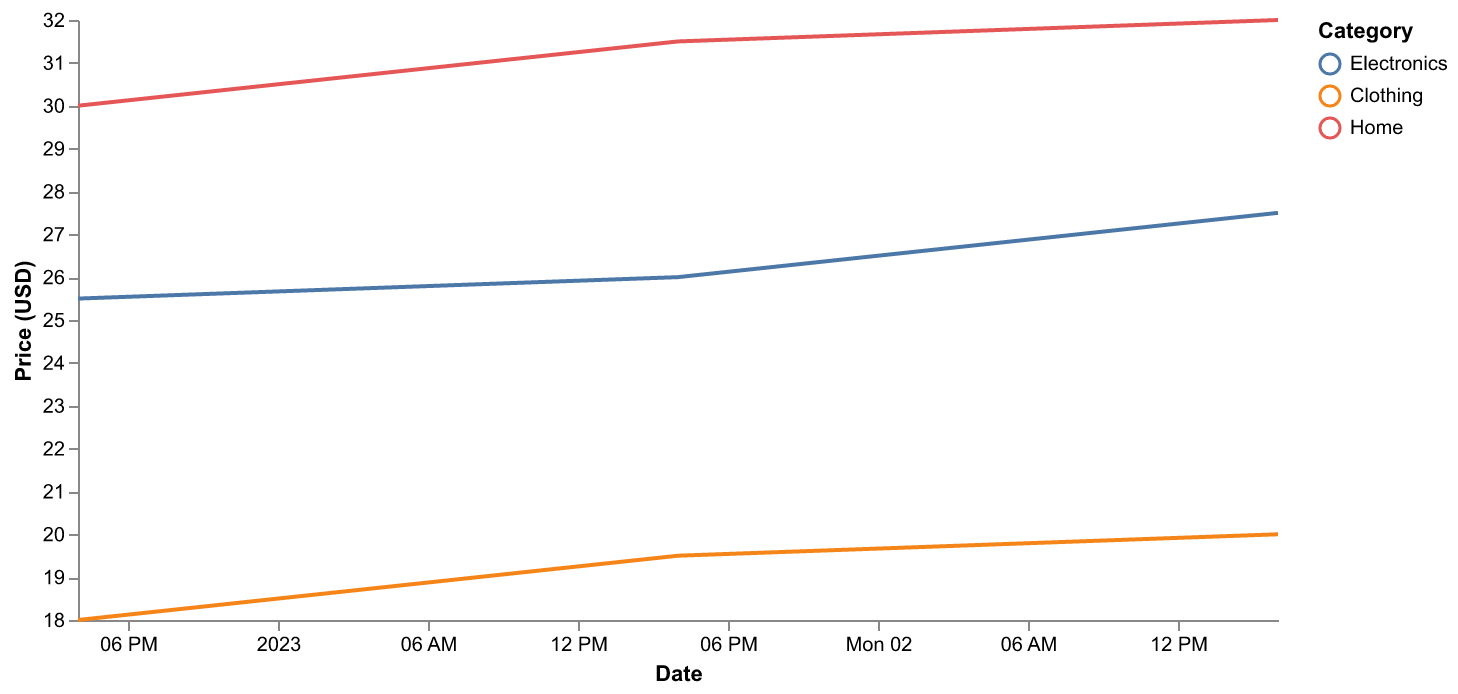 32
31
30
29
28
27
26
25
24
23
22
21
20
19
18
Price (USD)
06 PM
2023
06 AM
12 PM
06 PM
Mon 02
06 AM
12 PM
Date
Category
Electronics
Clothing
Home